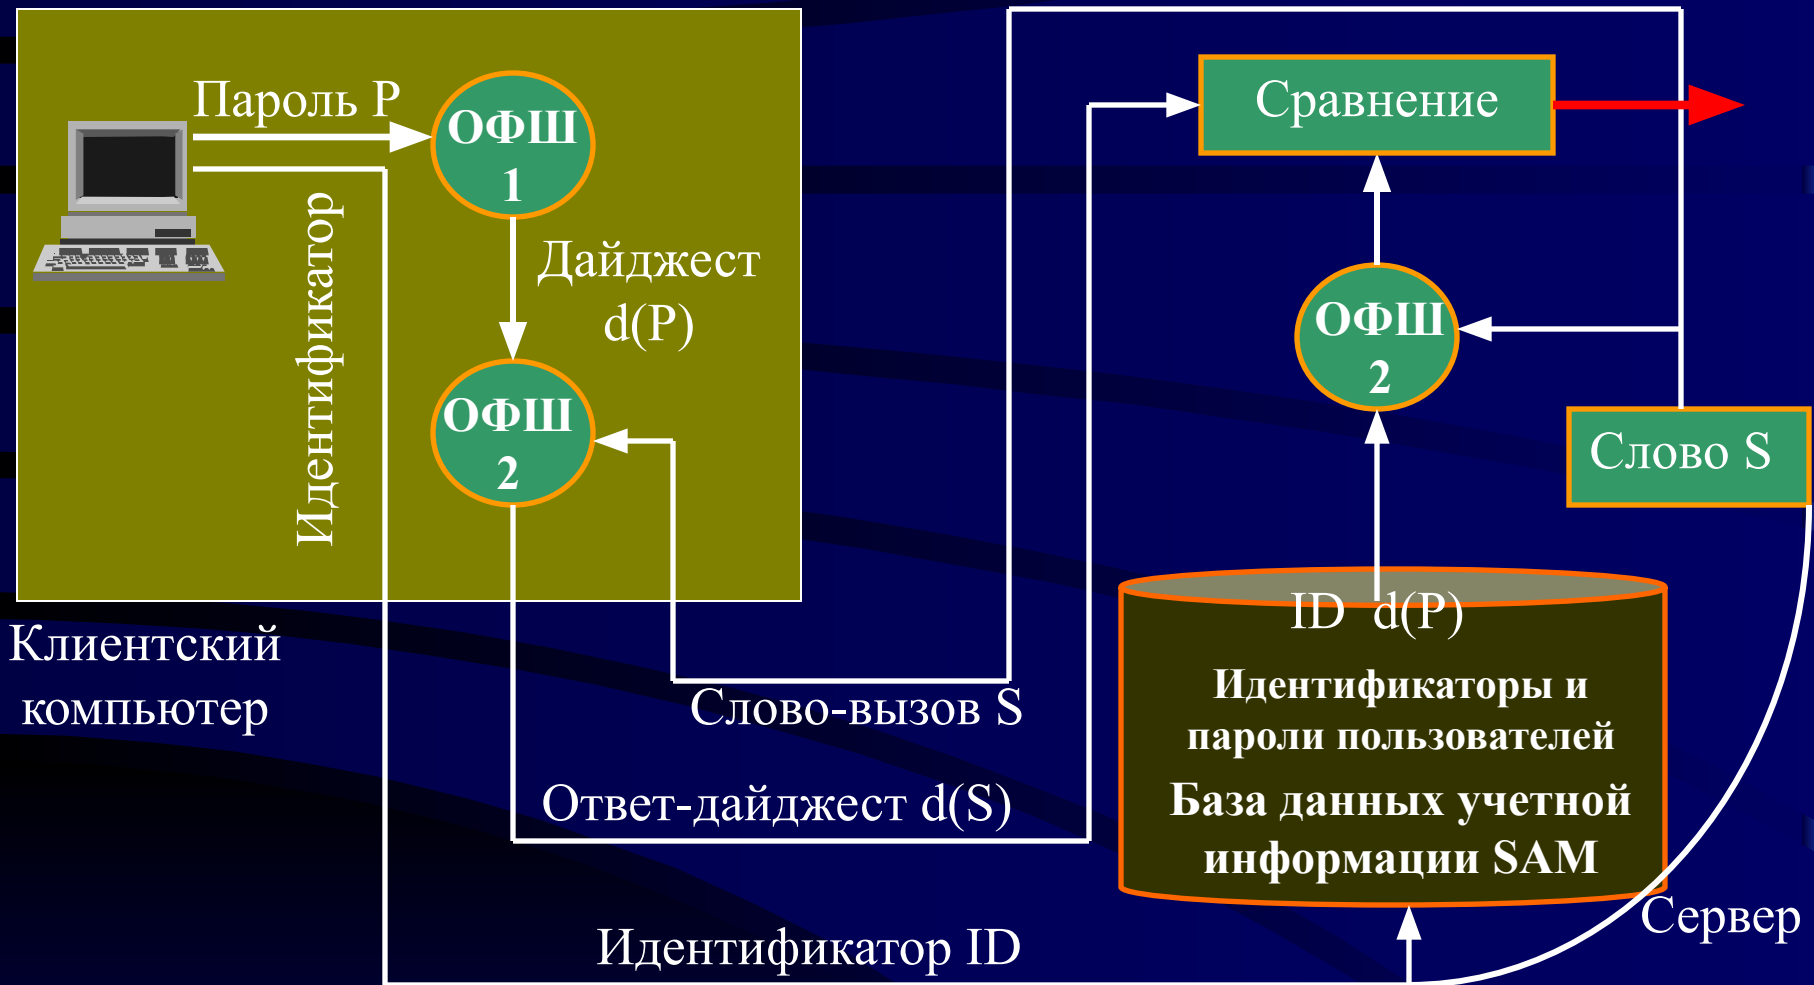 Пароль P
ОФШ
1
Идентификатор
Дайджест
d(P)
ОФШ
2
Клиентский
компьютер
Слово-вызов S
Ответ-дайджест d(S)
Идентификатор ID
Сравнение
ОФШ
2
Слово S
ID d(P)
Идентификаторы и
пароли пользователей
База данных учетной
информации SAM
Сервер